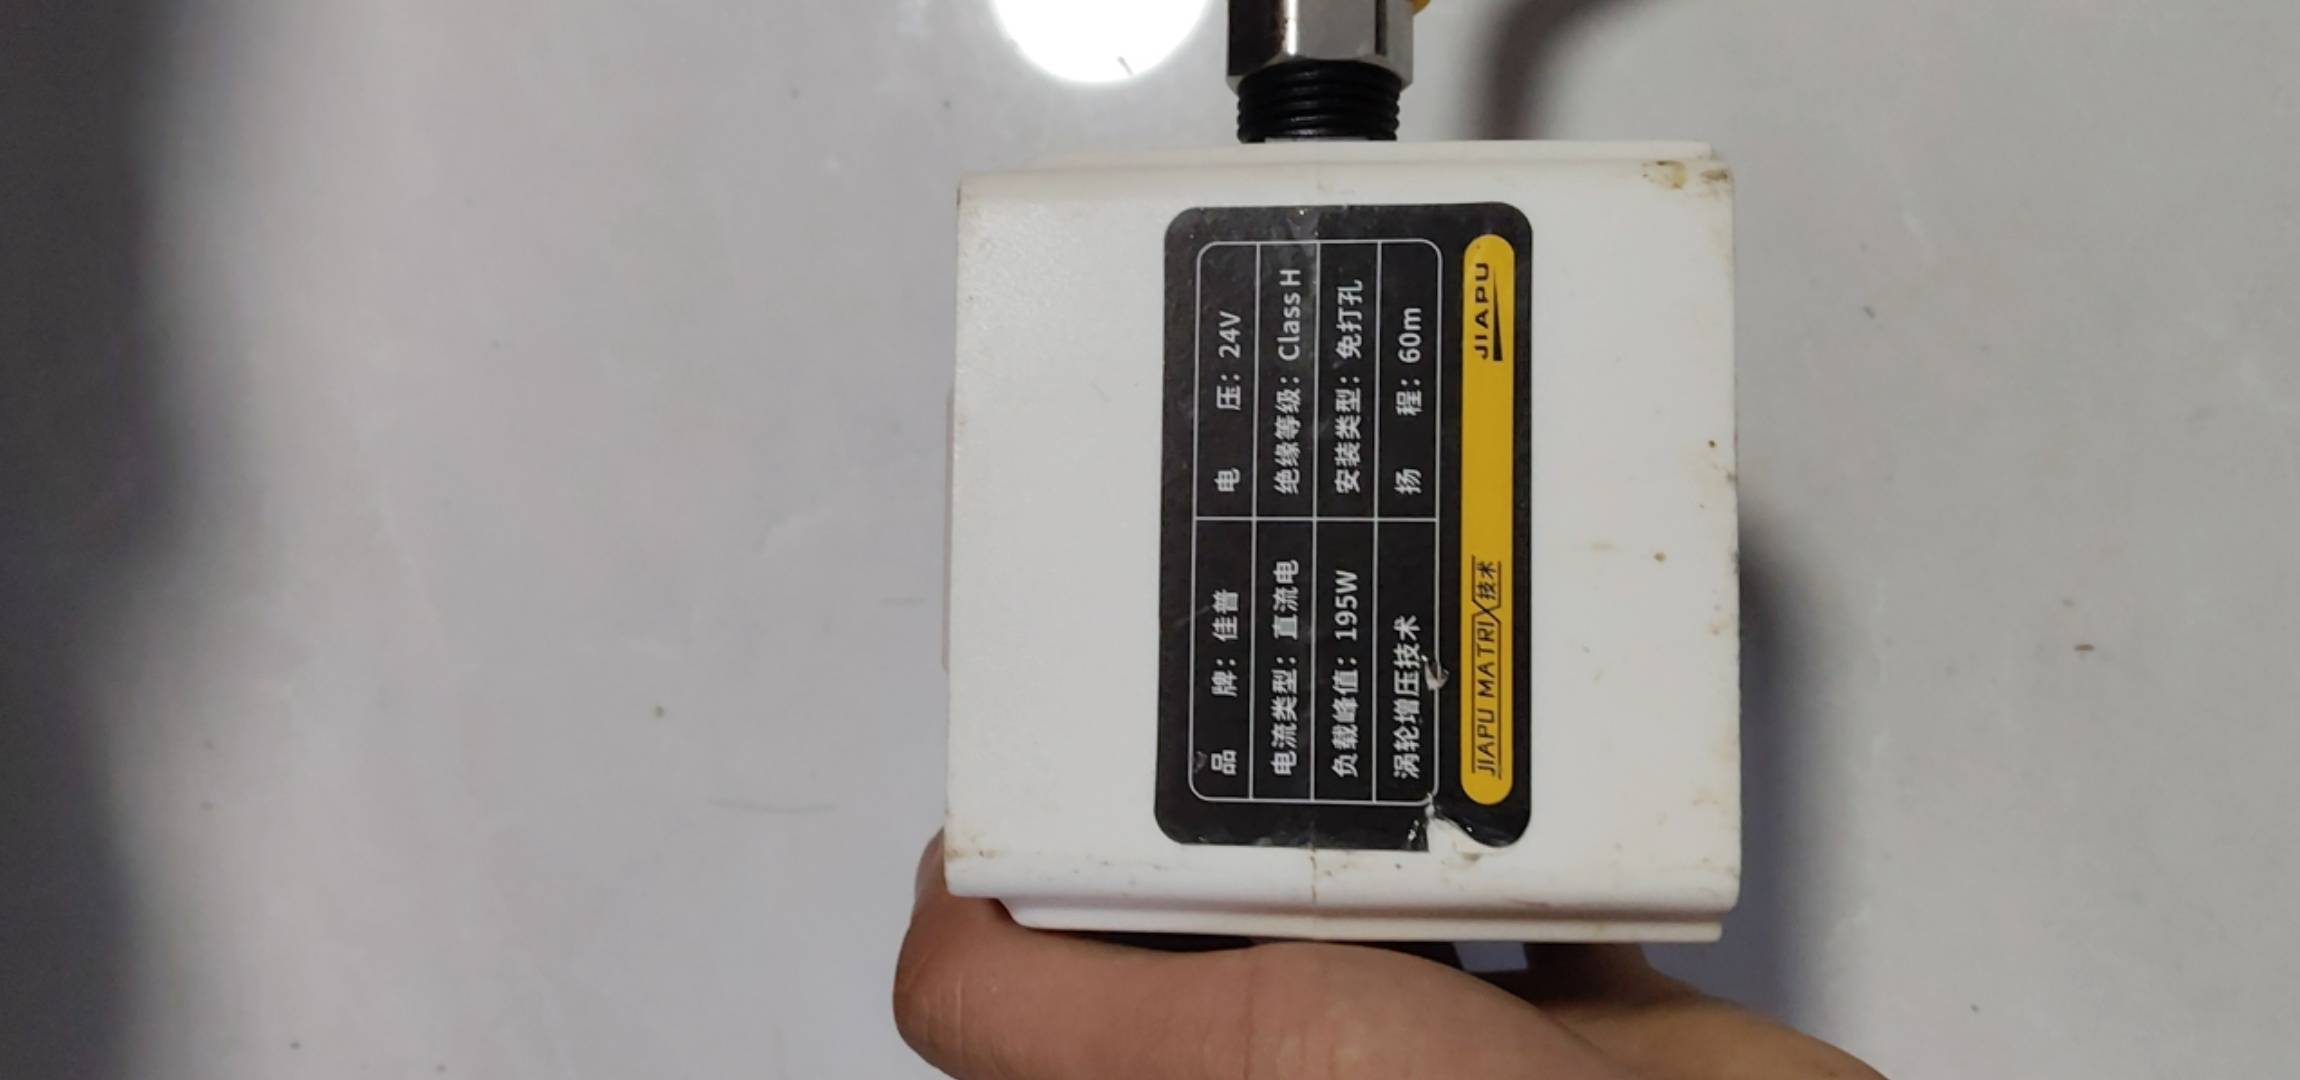 品牌：佳普 电压：24V
电流类型：直流电 绝缘等级：Class H
负载峰值：195W 安装类型：免打孔
涡轮增压技术 扬程：60m
JIAPU MATRIX技术 JIAPU